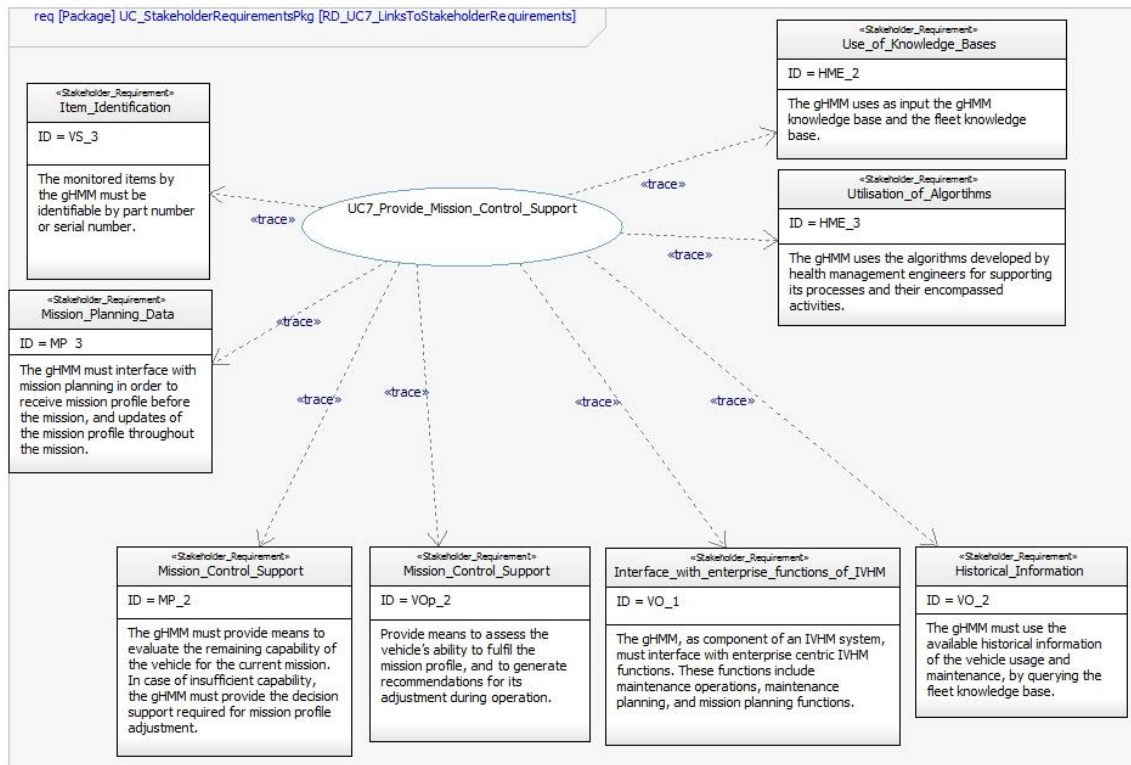 req [Package] UC_StakeholderRequirementsPkg [RD_UC7_LinksToStakeholderRequirements]
«Stakeholder_Requirement»
Use_of_Knowledge_Bases
ID = HME_2
The gHMM uses as input the gHMM
knowledge base and the fleet knowledge
base.
«Stakeholder_Requirement»
Item_Identification
ID = VS_3
The monitored items by
the gHMM must be
identifiable by part number
or serial number.
«Stakeholder_Requirement»
Utilisation_of_Algortihms
ID = HME_3
The gHMM uses the algorithms developed by
health management engineers for supporting
its processes and their encompassed
activities.
UC7_Provide_Mission_Control_Support
«trace»
«trace»
«trace»
«trace»
«trace»
«trace»
«trace»
«trace»
«Stakeholder_Requirement»
Mission_Planning_Data
ID = MP_3
The gHMM must interface with
mission planning in order to
receive mission profile before
the mission, and updates of
the mission profile throughout
the mission.
«Stakeholder_Requirement»
Mission_Control_Support
ID = MP_2
The gHMM must provide means to
evaluate the remaining capability of
the vehicle for the current mission.
In case of insufficient capability,
the gHMM must provide the decision
support required for mission profile
adjustment.
«Stakeholder_Requirement»
Mission_Control_Support
ID = VOp_2
Provide means to assess the
vehicle's ability to fulfil the
mission profile, and to generate
recommendations for its
adjustment during operation.
«Stakeholder_Requirement»
Interface_with_enterprise_functions_of_IVHM
ID = VO_1
The gHMM, as component of an IVHM system,
must interface with enterprise centric IVHM
functions. These functions include
maintenance operations, maintenance
planning, and mission planning functions.
«Stakeholder_Requirement»
Historical_Information
ID = VO_2
The gHMM must use the
available historical information
of the vehicle usage and
maintenance, by querying the
fleet knowledge base.